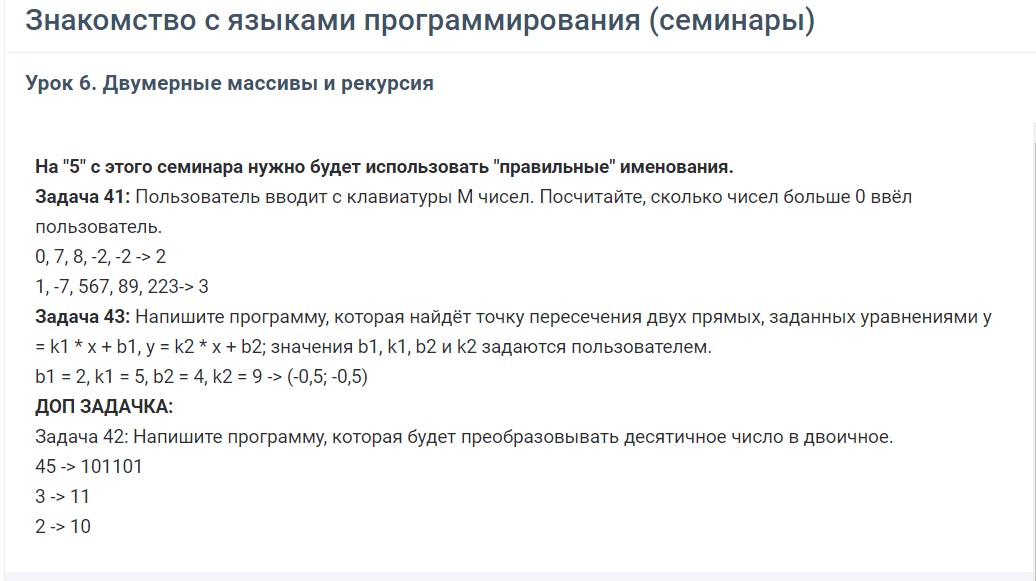 Знакомство с языками программирования (семинары)
Урок 6. Двумерные массивы и рекурсия
На "5" с этого семинара нужно будет использовать "правильные" именования.
Задача 41: Пользователь вводит с клавиатуры M чисел. Посчитайте, сколько чисел больше 0 ввёл
пользователь.
0, 7, 8, -2, -2 -> 2
1, -7, 567, 89, 223-> 3
Задача 43: Напишите программу, которая найдёт точку пересечения двух прямых, заданных уравнениями y
= k1 * x + b1, y = k2 * x + b2; значения b1, k1, b2 и k2 задаются пользователем.
b1 = 2, k1 = 5, b2 = 4, k2 = 9 -> (-0,5; -0,5)
ДОП ЗАДАЧКА:
Задача 42: Напишите программу, которая будет преобразовывать десятичное число в двоичное.
45 -> 101101
3 -> 11
2 -> 10